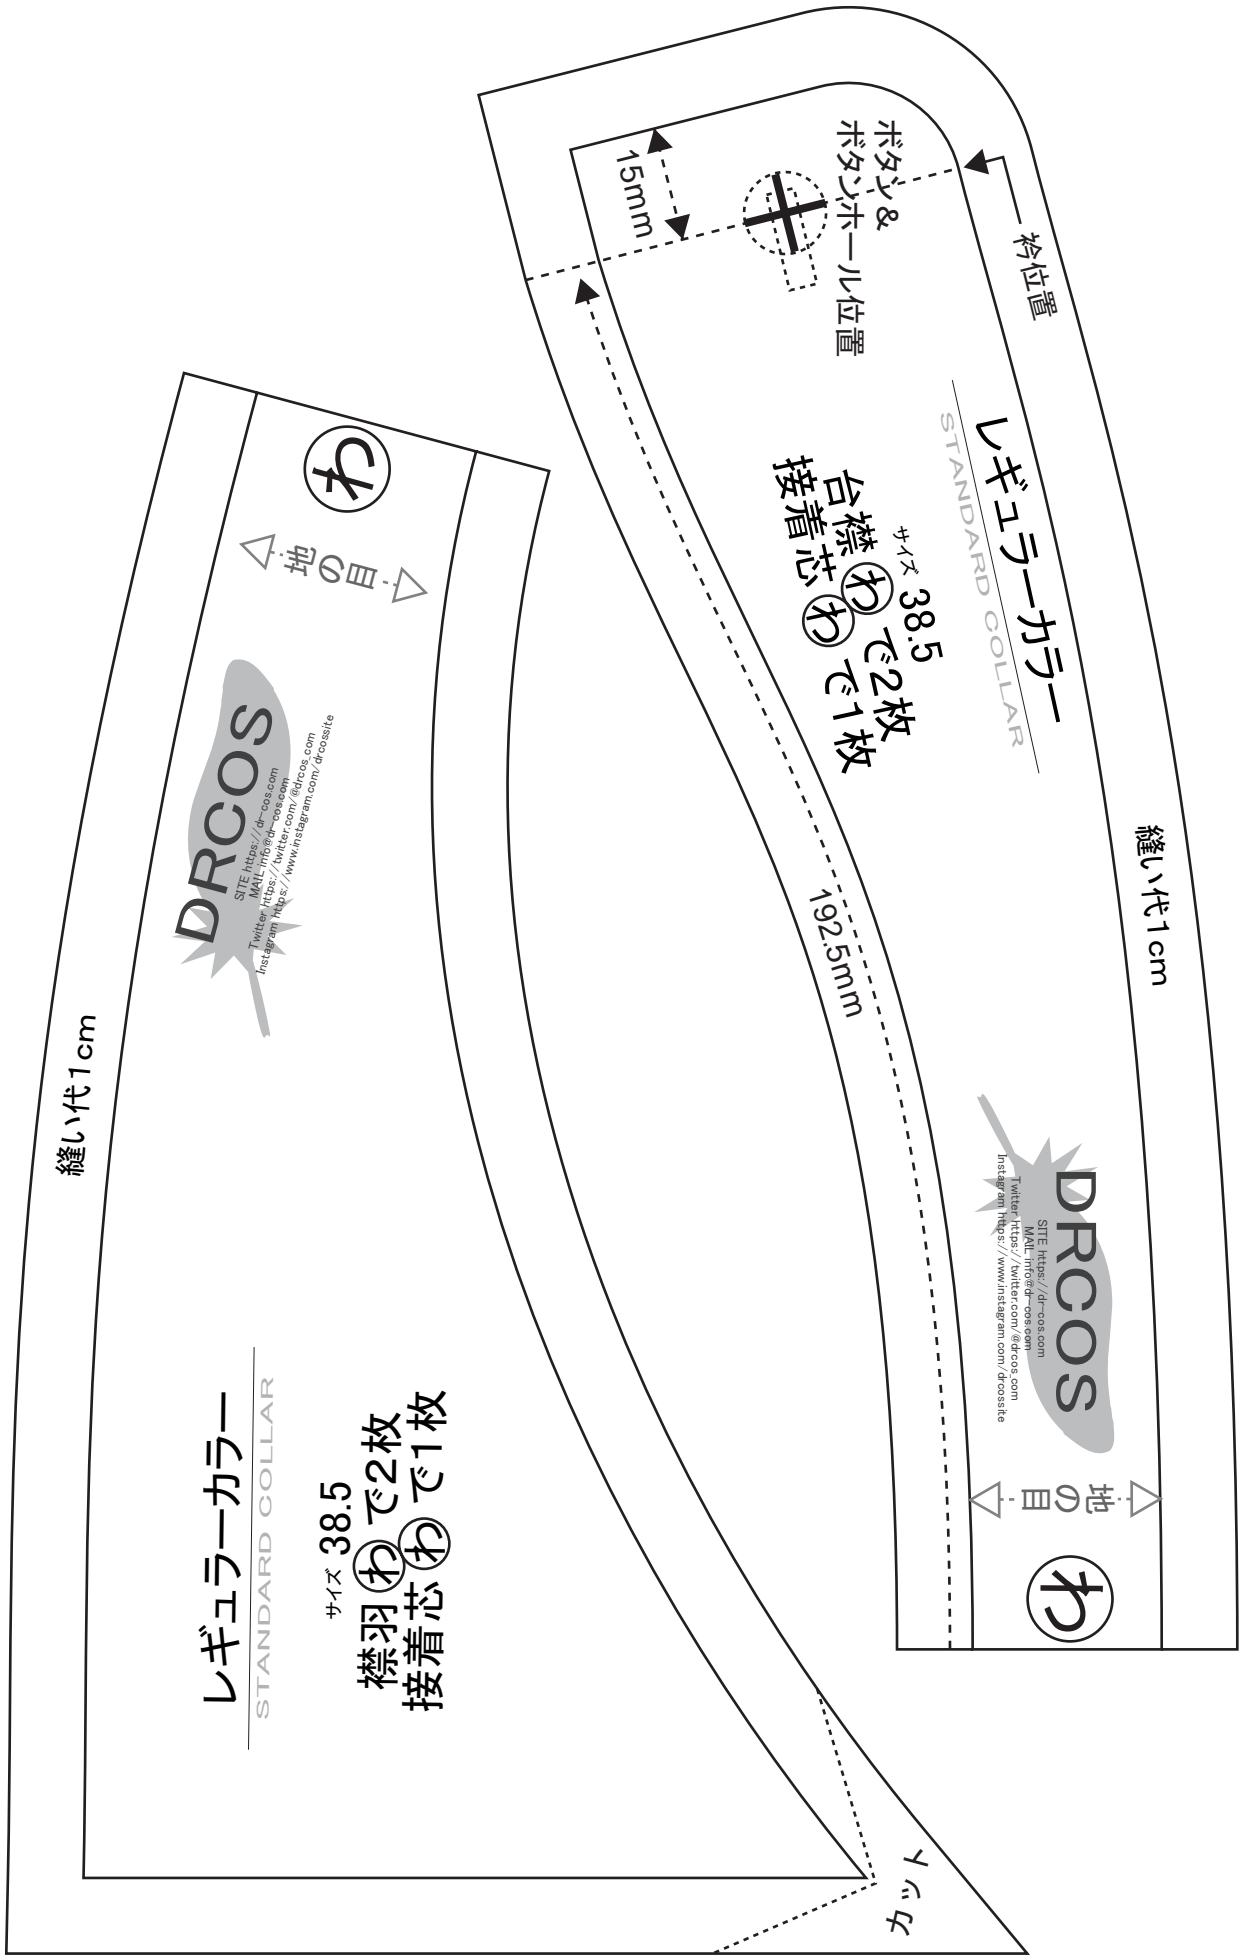 ボタン&
ボタンホール位置
15mm
衿位置
レギュラーカラー
STANDARD COLLAR
サイズ 38.5
台襟わで2枚
接着芯わで1枚
192.5mm
縫い代1cm
DRCOS
SITE https://dr-cos.com
MAIL info@dr-cos.com
Twitter https://twitter.com/@drcos_com
Instagram https://www.instagram.com/drcossite
地の目
わ
わ
地の目
DRCOS
SITE https://dr-cos.com
MAIL info@dr-cos.com
Twitter https://twitter.com/@drcos_com
Instagram https://www.instagram.com/drcossite
縫い代1cm
レギュラーカラー
STANDARD COLLAR
サイズ 38.5
襟羽わで2枚
接着芯わで1枚
カット